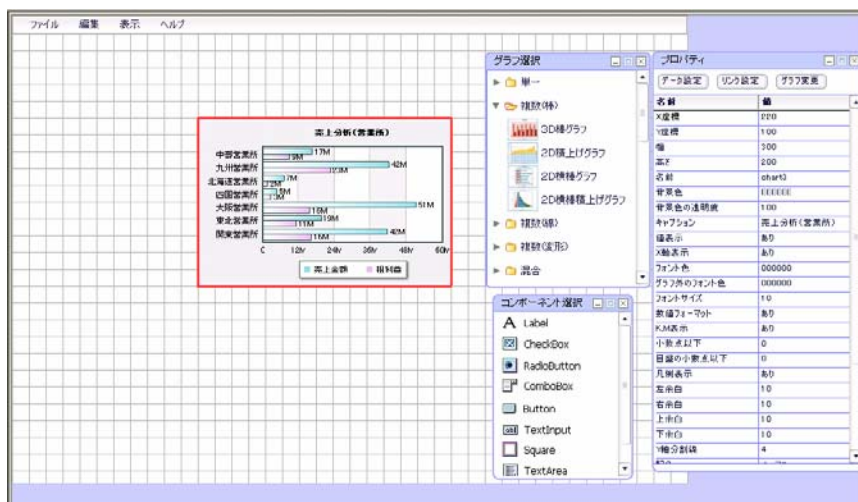 ファイル 編集 表示 ヘルプ
売上分析(営業所)
中部営業所
九州営業所
北海道営業所
四国営業所
大阪営業所
東北営業所
関東営業所
17M
9M
42M
23M
7M
2M
51M
16M
19M
11M
42M
16M
12M 24M 36M 48M 60M
売上金額 粗利益
グラフ選択
単一
複数(棒)
3D棒グラフ
2D積上げグラフ
2D横棒グラフ
2D横棒積上げグラフ
複数(線)
複数(変形)
混合
コンポーネント選択
Label
CheckBox
RadioButton
ComboBox
Button
TextInput
Square
TextArea
プロパティ
データ設定 リンク設定 グラフ変更
名前 値
X座標 220
Y座標 100
幅 300
高さ 200
名前 chart3
背景色 EEEEEE
背景色の透明度 100
キャプション 売上分析(営業所)
値表示 あり
X軸表示 あり
フォント色 000000
グラフ外のフォント色 000000
フォントサイズ 10
数値フォーマット あり
K,M表示 あり
小数点以下 0
目盛の小数点以下 0
凡例表示 あり
左余白 10
右余白 10
上余白 10
下余白 10
Y軸分割線 4